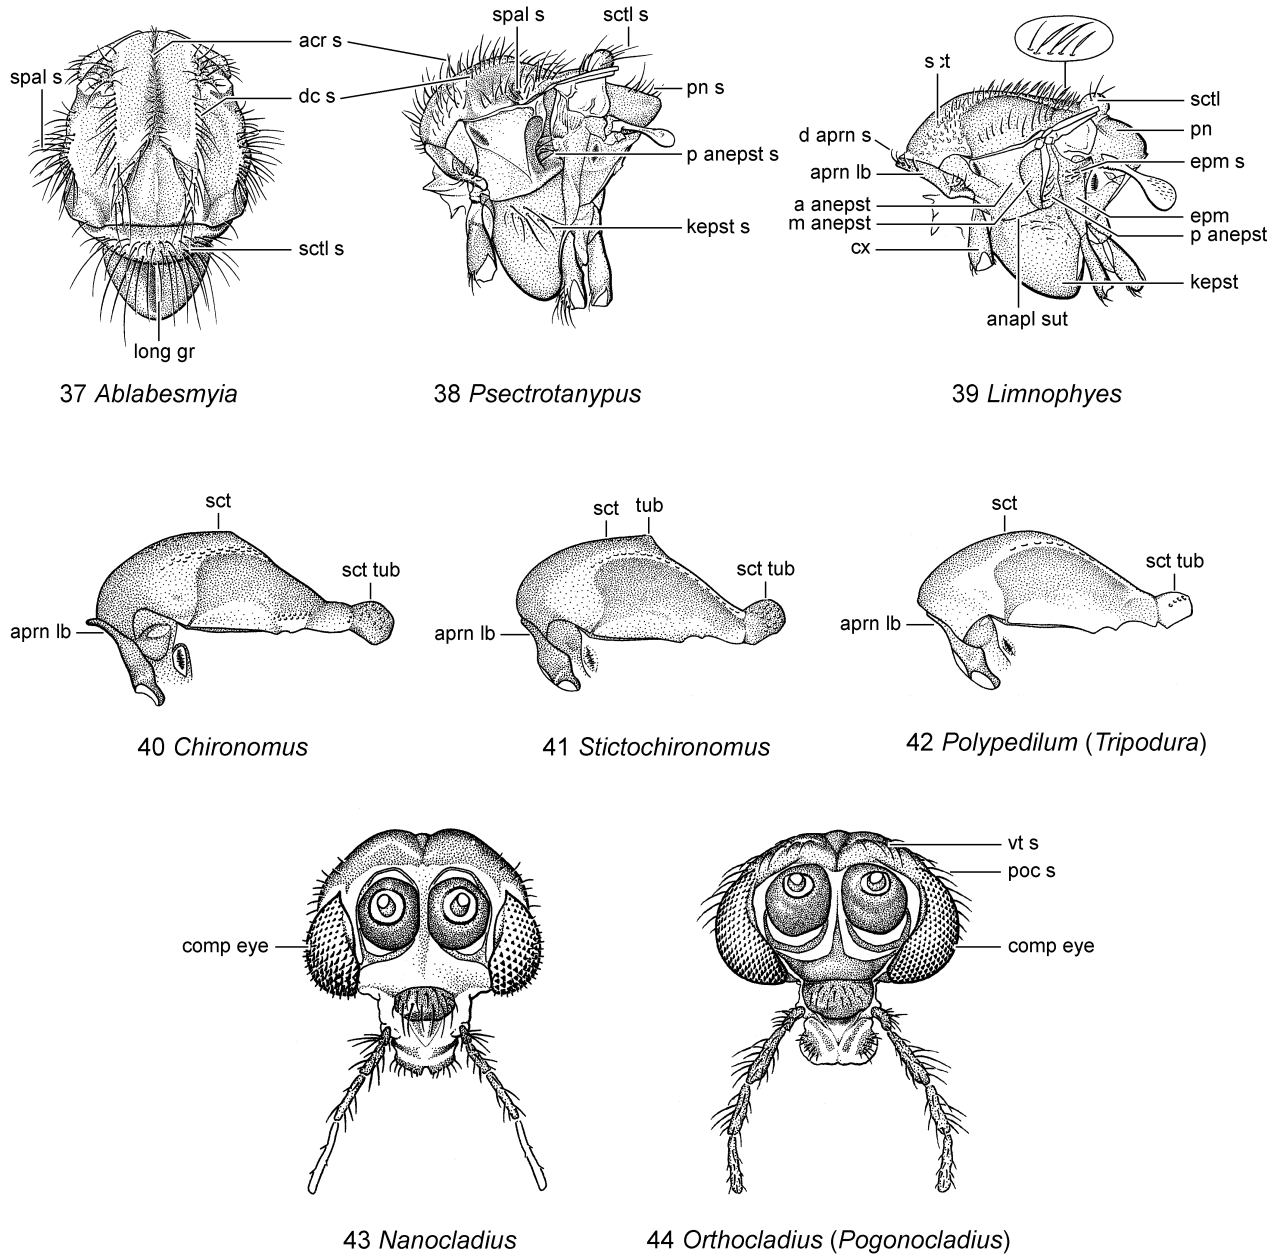 spal s
sctl s
acr s
spal s
dc s
pn s
sctl
pn
d aprn s
p anepst s
epm s
aprn lb
a anepst
m anepst
kepst s
epm
p anepst
sctl s
cx
kepst
anapl sut
long gr
37 Ablabesmyia
38 Psectrotanypus
39 Limnophyes
sct
sct tub
aprn lb
sct
tub
sct tub
aprn lb
sct
sct tub
aprn lb
40 Chironomus
41 Stictochironomus
42 Polypedilum (Tripodura)
vt s
poc s
comp eye
comp eye
43 Nanocladius
44 Orthocladius (Pogonocladius)